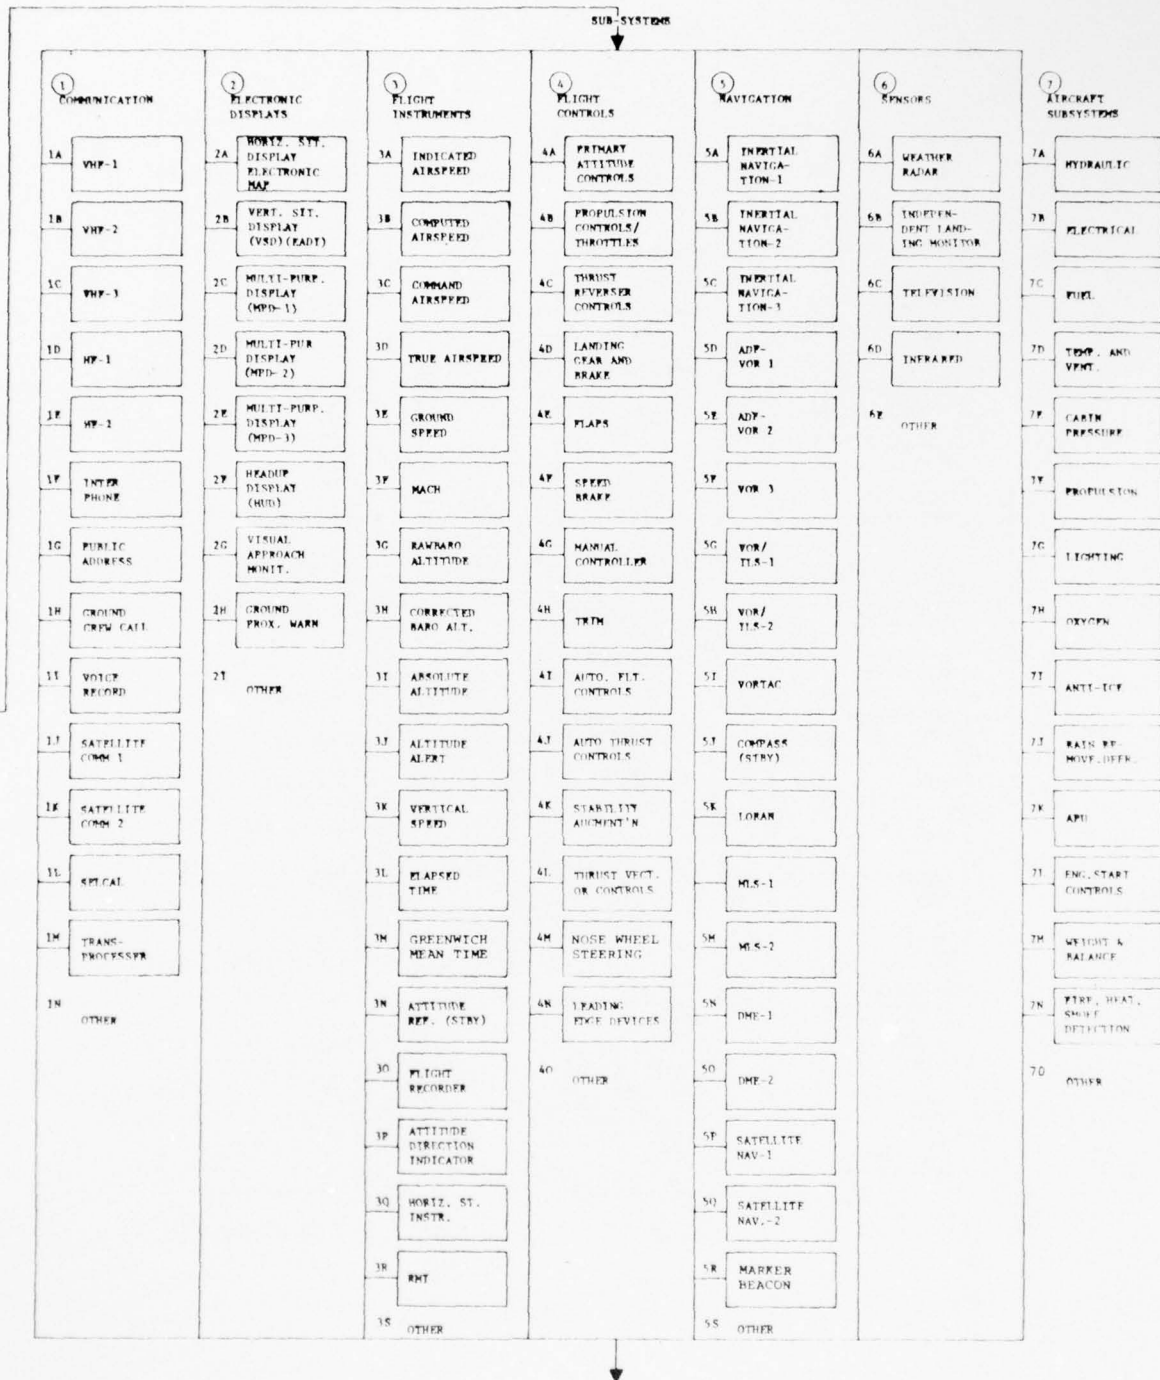 SUB-SYSTEMS
1
COMMUNICATION
1A
VHF-1
1B
VHF-2
1C
VHF-3
1D
HF-1
1E
HF-2
1F
INTER
PHONE
1G
PUBLIC
ADDRESS
1H
GROUND
CREW CALL
1I
VOICE
RECORD
1J
SATELLITE
COMM 1
1K
SATELLITE
COMM 2
1L
SELCAL
1M
TRANS-
PROCESSER
1N
OTHER
2
ELECTRONIC
DISPLAYS
2A
HORIZ. SIT.
DISPLAY
ELECTRONIC
MAP
2B
VERT. SIT.
DISPLAY
(VSD)(EADI)
2C
MULTI-PURP.
DISPLAY
(MPD-1)
2D
MULTI-PUR
DISPLAY
(MPD-2)
2E
MULTI-PURP.
DISPLAY
(MPD-3)
2F
HEADUP
DISPLAY
(HUD)
2G
VISUAL
APPROACH
MONIT.
2H
GROUND
PROX. WARN
2I
OTHER
3
FLIGHT
INSTRUMENTS
3A
INDICATED
AIRSPEED
3B
COMPUTED
AIRSPEED
3C
COMMAND
AIRSPEED
3D
TRUE AIRSPEED
3E
GROUND
SPEED
3F
MACH
3G
RAWBARO
ALTITUDE
3H
CORRECTED
BARO ALT.
3I
ABSOLUTE
ALTITUDE
3J
ALTITUDE
ALERT
3K
VERTICAL
SPEED
3L
ELAPSED
TIME
3M
GREENWICH
MEAN TIME
3N
ATTITUDE
REF. (STBY)
3O
FLIGHT
RECORDER
3P
ATTITUDE
DIRECTION
INDICATOR
3Q
HORIZ. ST.
INSTR.
3R
RMI
3S
OTHER
4
FLIGHT
CONTROLS
4A
PRIMARY
ATTITUDE
CONTROLS
4B
PROPULSION
CONTROLS/
THROTTLES
4C
THRUST
REVERSER
CONTROLS
4D
LANDING
GEAR AND
BRAKE
4E
FLAPS
4F
SPEED
BRAKE
4G
MANUAL
CONTROLLER
4H
TRIM
4I
AUTO. FLT.
CONTROLS
4J
AUTO THRUST
CONTROLS
4K
STABILITY
AUGMENT'N
4L
THRUST VECT.
OR CONTROLS
4M
NOSE WHEEL
STEERING
4N
LEADING
EDGE DEVICES
4O
OTHER
5
NAVIGATION
5A
INERTIAL
NAVIGA-
TION-1
5B
INERTIAL
NAVIGA-
TION-2
5C
INERTIAL
NAVIGA-
TION-3
5D
ADF-
VOR 1
5E
ADF-
VOR 2
5F
VOR 3
5G
VOR/
ILS-1
5H
VOR/
ILS-2
5I
VORTAC
5J
COMPASS
(STBY)
5K
LORAN
MLS-1
5M
MLS-2
5N
DME-1
5O
DME-2
5P
SATELLITE
NAV-1
5Q
SATELLITE
NAV.-2
5R
MARKER
BEACON
5S
OTHER
6
SENSORS
6A
WEATHER
RADAR
6B
INDEPEN-
DENT LAND-
ING MONITOR
6C
TELEVISION
6D
INFRARED
6E
OTHER
7
AIRCRAFT
SUBSYSTEMS
7A
HYDRAULIC
7B
ELECTRICAL
7C
FUEL
7D
TEMP. AND
VENT.
7E
CABIN
PRESSURE
7F
PROPULSION
7G
LIGHTING
7H
OXYGEN
7I
ANTI-ICE
7J
RAIN RE-
MOVE.DEFR.
7K
APU
7L
ENG.START
CONTROLS
7M
WEIGHT &
BALANCE
7N
FIRE, HEAT,
SMOKE
DETECTION
7O
OTHER